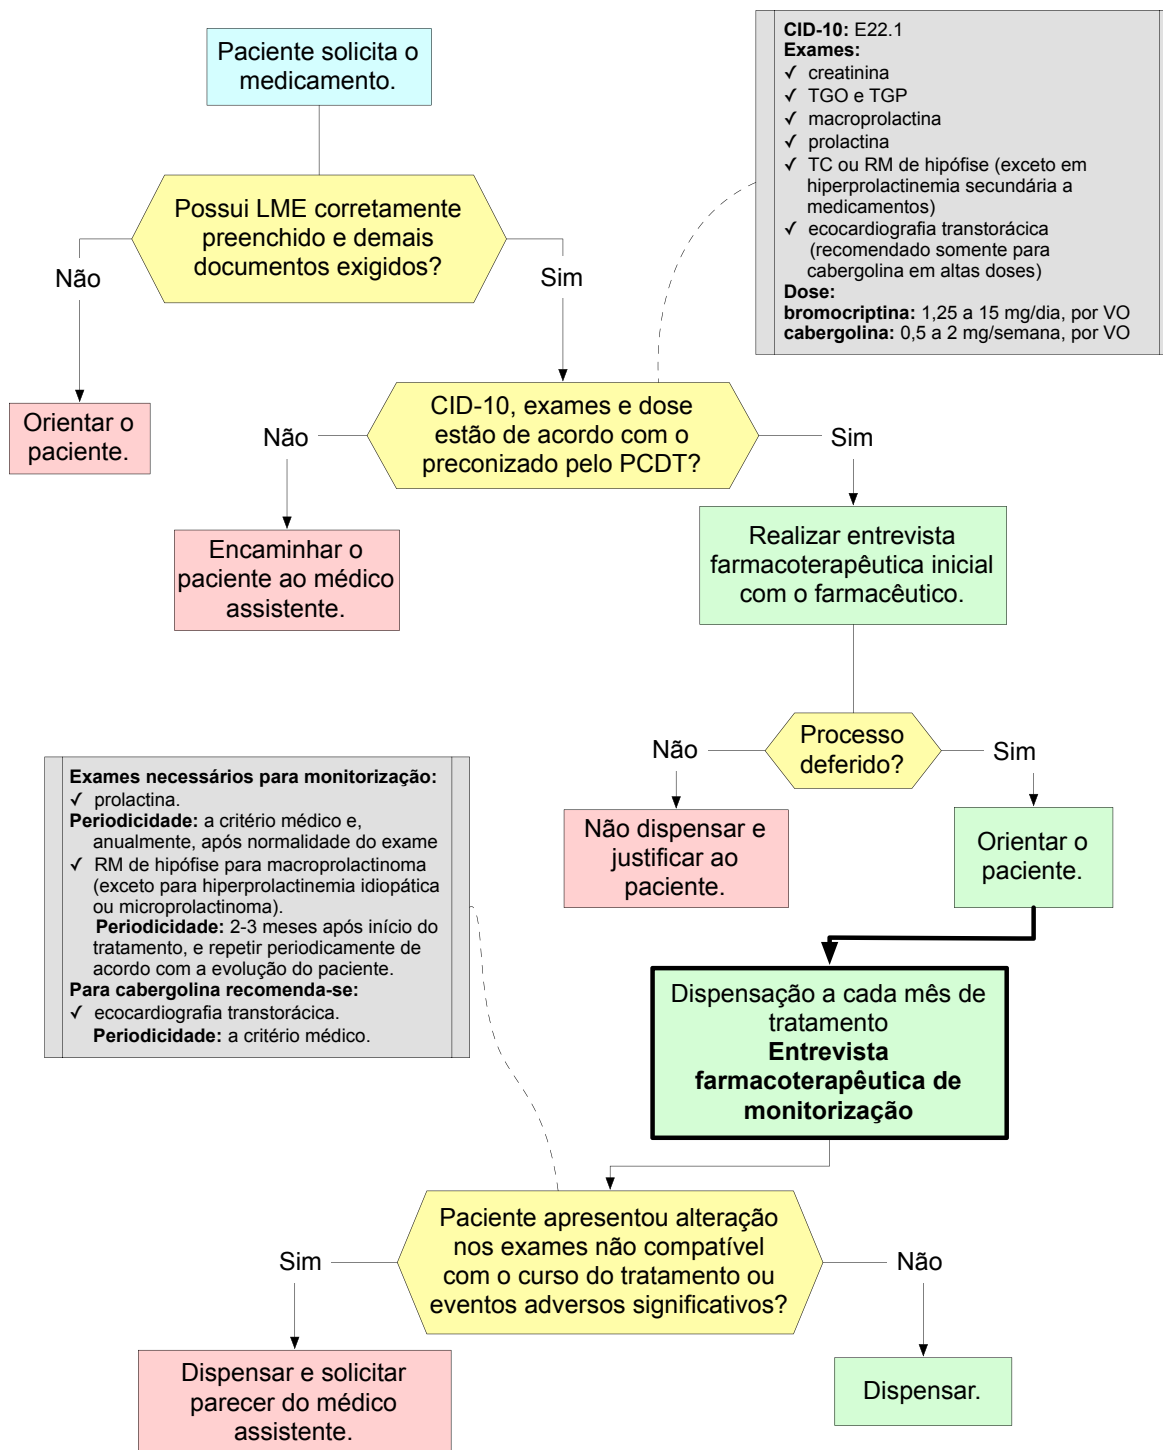 Paciente solicita o
medicamento.
CID-10: E22.1
Exames:
✓ creatinina
✓ TGO e TGP
✓ macroprolactina
✓ prolactina
✓ TC ou RM de hipófise (exceto em
hiperprolactinemia secundária a
medicamentos)
✓ ecocardiografia transtorácica
(recomendado somente para
cabergolina em altas doses)
Dose:
bromocriptina: 1,25 a 15 mg/dia, por VO
cabergolina: 0,5 a 2 mg/semana, por VO
Possui LME corretamente
preenchido e demais
documentos exigidos?
Não
Sim
Orientar o
paciente.
CID-10, exames e dose
estão de acordo com o
preconizado pelo PCDT?
Não
Sim
Encaminhar o
paciente ao médico
assistente.
Realizar entrevista
farmacoterapêutica inicial
com o farmacêutico.
Processo
deferido?
Não
Sim
Não dispensar e
justificar ao
paciente.
Orientar o
paciente.
Exames necessários para monitorização:
✓ prolactina.
Periodicidade: a critério médico e,
anualmente, após normalidade do exame
✓ RM de hipófise para macroprolactinoma
(exceto para hiperprolactinemia idiopática
ou microprolactinoma).
Periodicidade: 2-3 meses após início do
tratamento, e repetir periodicamente de
acordo com a evolução do paciente.
Para cabergolina recomenda-se:
✓ ecocardiografia transtorácica.
Periodicidade: a critério médico.
Dispensação a cada mês de
tratamento
Entrevista
farmacoterapêutica de
monitorização
Paciente apresentou alteração
nos exames não compatível
com o curso do tratamento ou
eventos adversos significativos?
Sim
Não
Dispensar e solicitar
parecer do médico
assistente.
Dispensar.